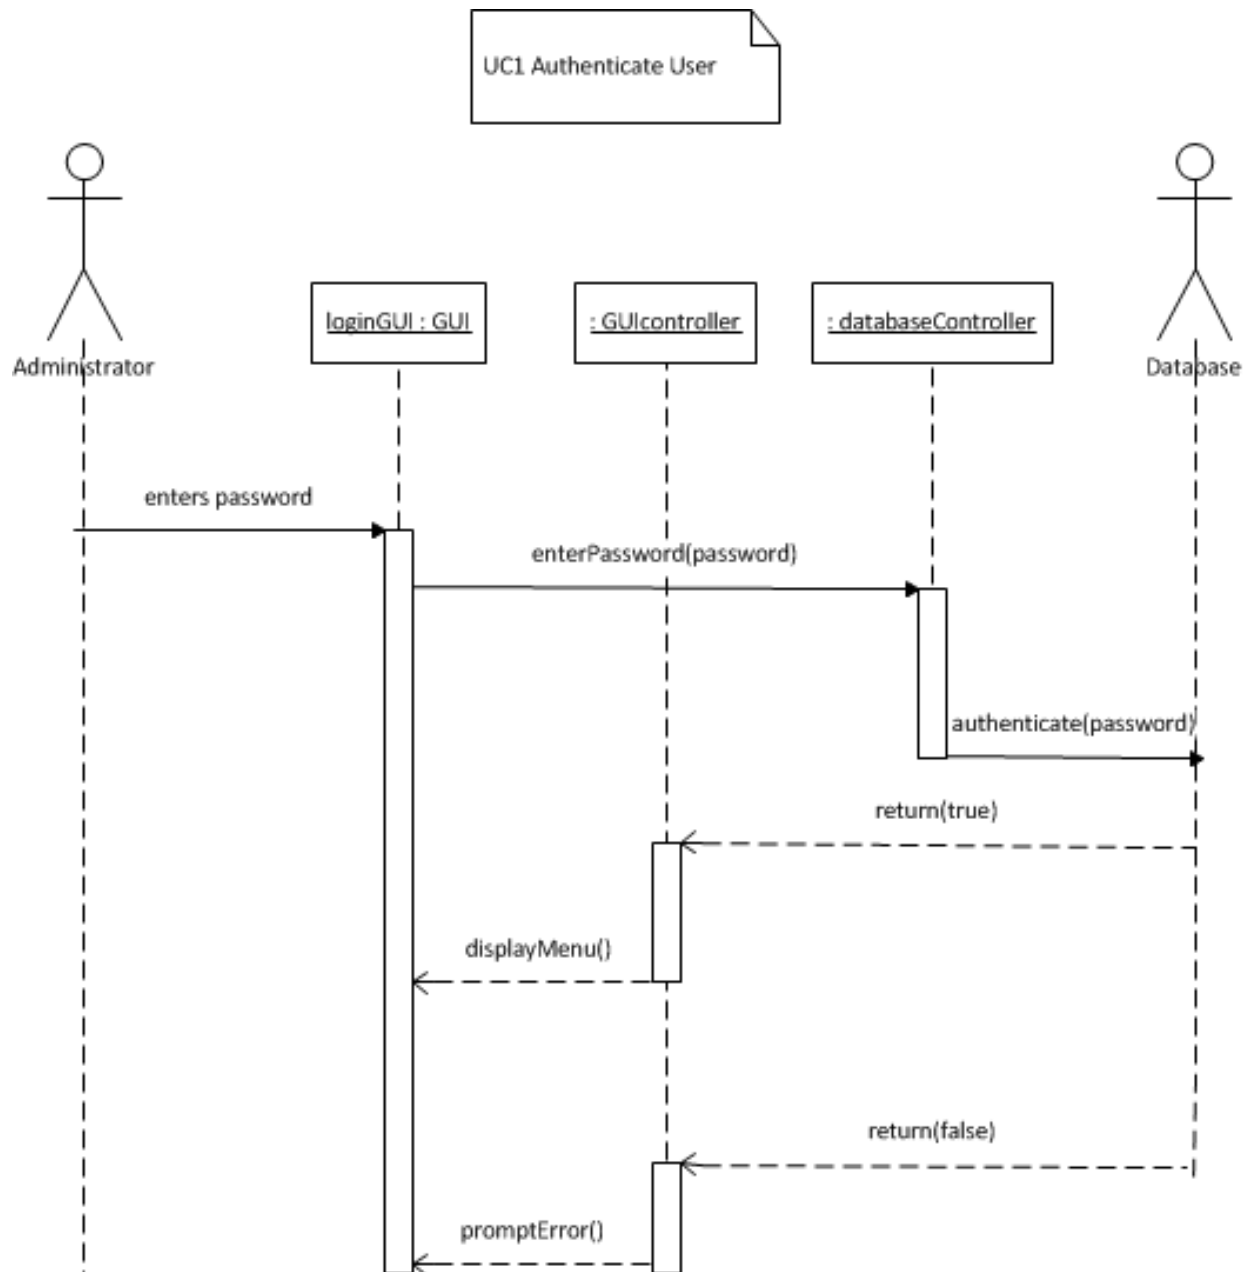 UC1 Authenticate User
loginGUI : GUI
: GUIcontroller
: databaseController
Administrator
Database
enters password
enterPassword(password)
authenticate(password)
return(true)
displayMenu()
return(false)
promptError()